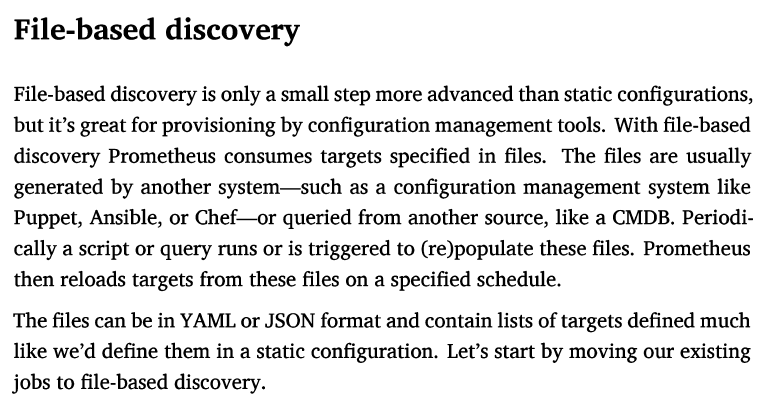 File-based discovery
File-based discovery is only a small step more advanced than static configurations,
but it’s great for provisioning by configuration management tools. With file-based
discovery Prometheus consumes targets specified in files. The files are usually
generated by another system—such as a configuration management system like
Puppet, Ansible, or Chef—or queried from another source, like a CMDB. Periodi-
cally a script or query runs or is triggered to (re)populate these files. Prometheus
then reloads targets from these files on a specified schedule.
The files can be in YAML or JSON format and contain lists of targets defined much
like we’d define them in a static configuration. Let’s start by moving our existing
jobs to file-based discovery.